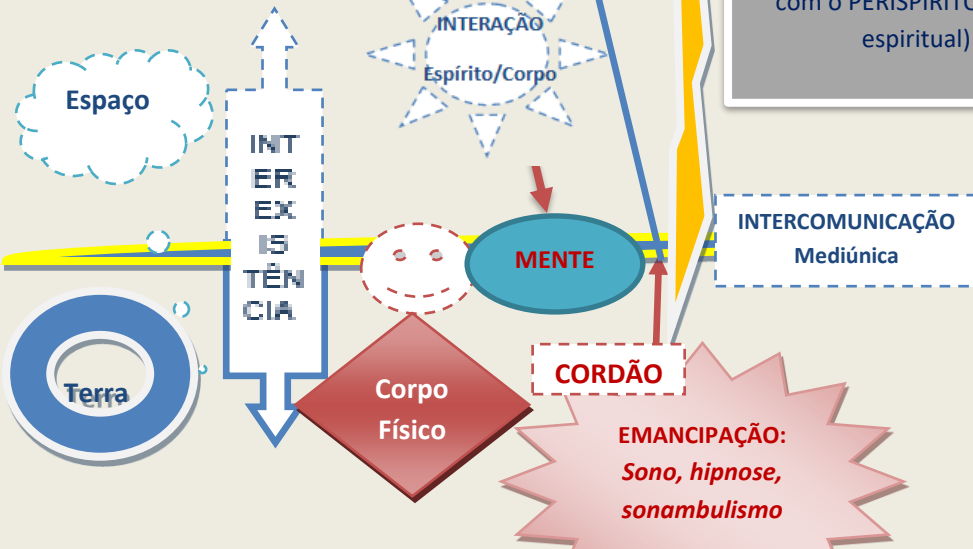 com o PERISPÍRITO
espiritual)
INTERAÇÃO
Espírito/Corpo
Espaço
INT
ER
EX
IS
TÊN
CIA
INTERCOMUNICAÇÃO
Mediúnica
MENTE
Terra
Corpo
Físico
CORDÃO
EMANCIPAÇÃO:
Sono, hipnose,
sonambulismo